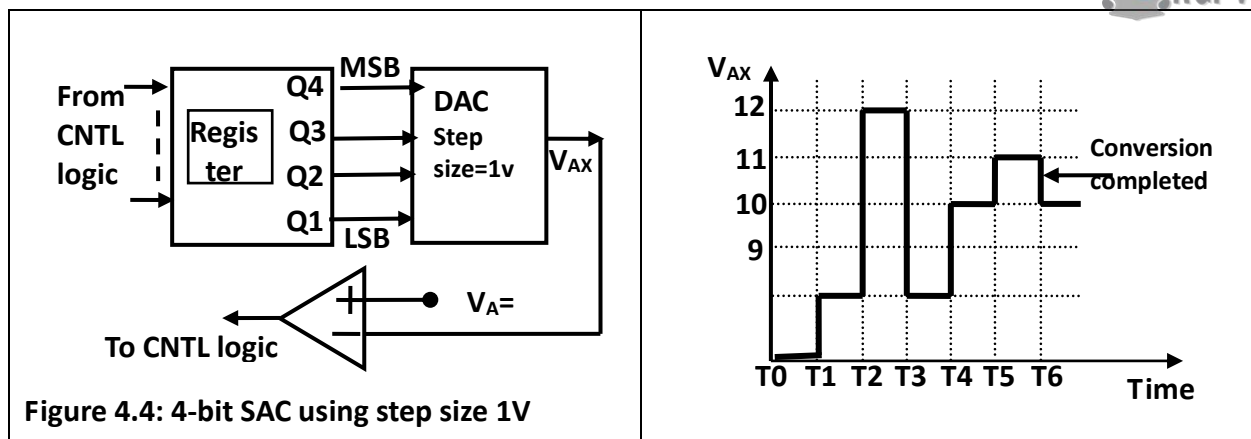 From
CNTL
logic
Regis
ter
Q4
Q3
Q2
Q1
MSB
LSB
DAC
Step
size=1v
VAX
VA=
To CNTL logic
Figure 4.4: 4-bit SAC using step size 1V
VAX
12
11
10
9
Conversion
completed
T0 T1 T2 T3 T4 T5 T6
Time